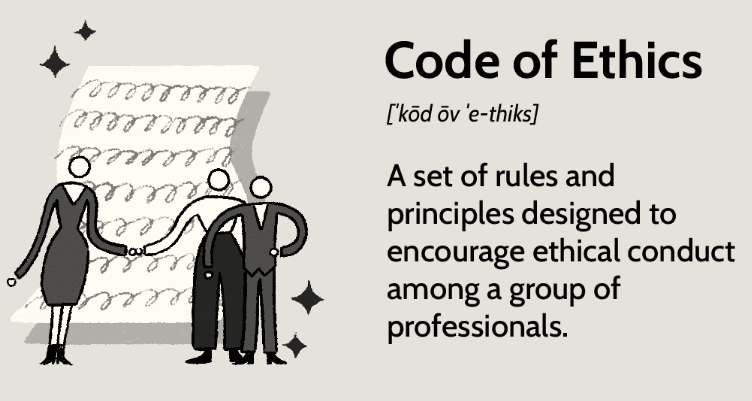 Code of Ethics
[ˈkōd ōv ˈe-thiks]
A set of rules and
principles designed to
encourage ethical conduct
among a group of
professionals.